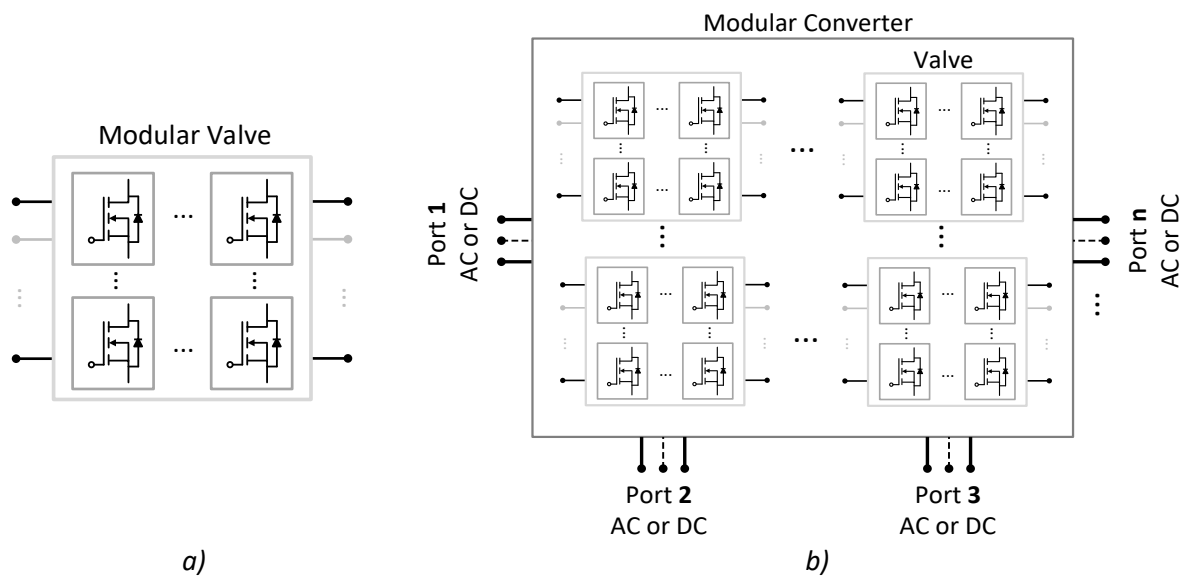 Modular Converter
Valve
Modular Valve
Port 1
AC or DC
Port n
AC or DC
Port 2
AC or DC
Port 3
AC or DC
a)
b)